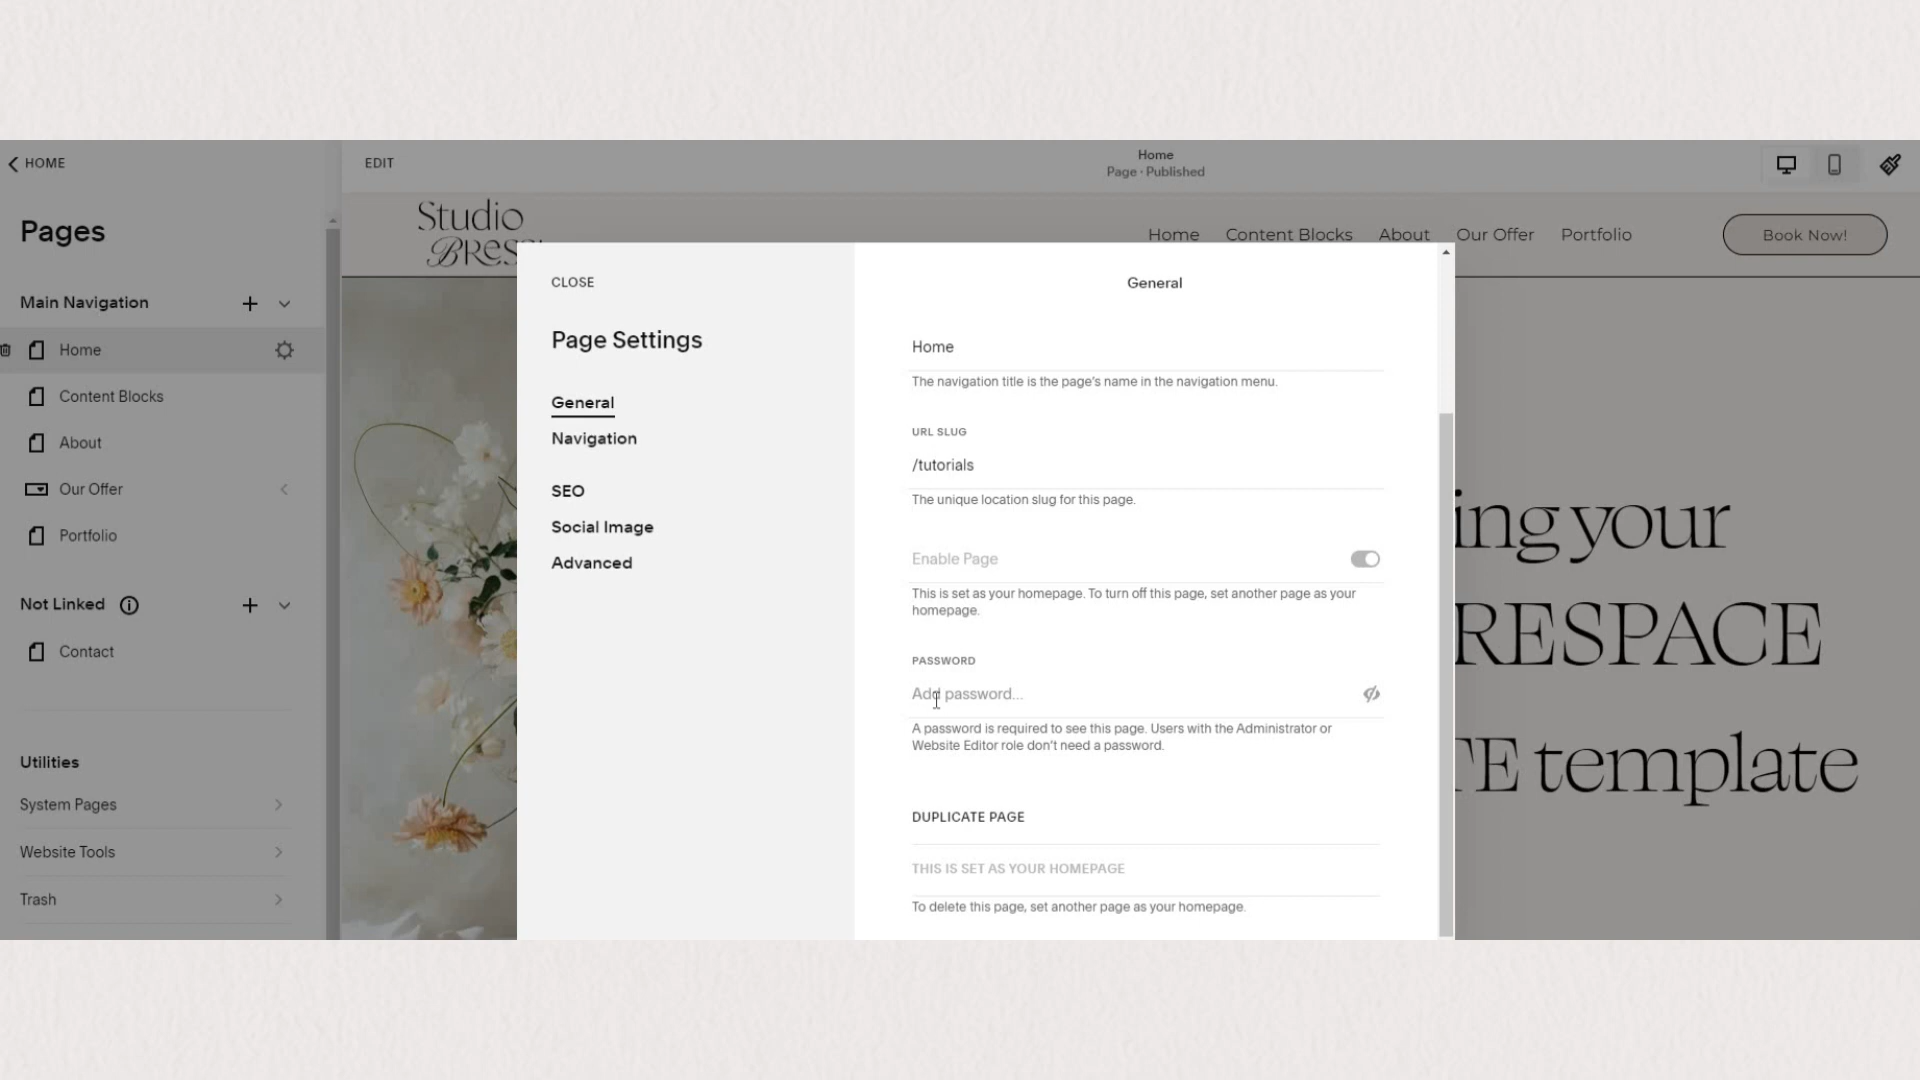 HOME
EDIT
Home
Page · Published
Pages
Studio
Home
Content Blocks
About
Our Offer
Portfolio
Book Now!
Main Navigation
Home
Content Blocks
About
Our Offer
Portfolio
Not Linked
Contact
Utilities
System Pages
Website Tools
Trash
CLOSE
Page Settings
General
Navigation
SEO
Social Image
Advanced
General
Home
The navigation title is the page's name in the navigation menu.
URL SLUG
/tutorials
The unique location slug for this page.
Enable Page
This is set as your homepage. To turn off this page, set another page as your
homepage.
PASSWORD
Add password...
A password is required to see this page. Users with the Administrator or
Website Editor role don't need a password.
DUPLICATE PAGE
THIS IS SET AS YOUR HOMEPAGE
To delete this page, set another page as your homepage.
ing your
RESPACE
TE template